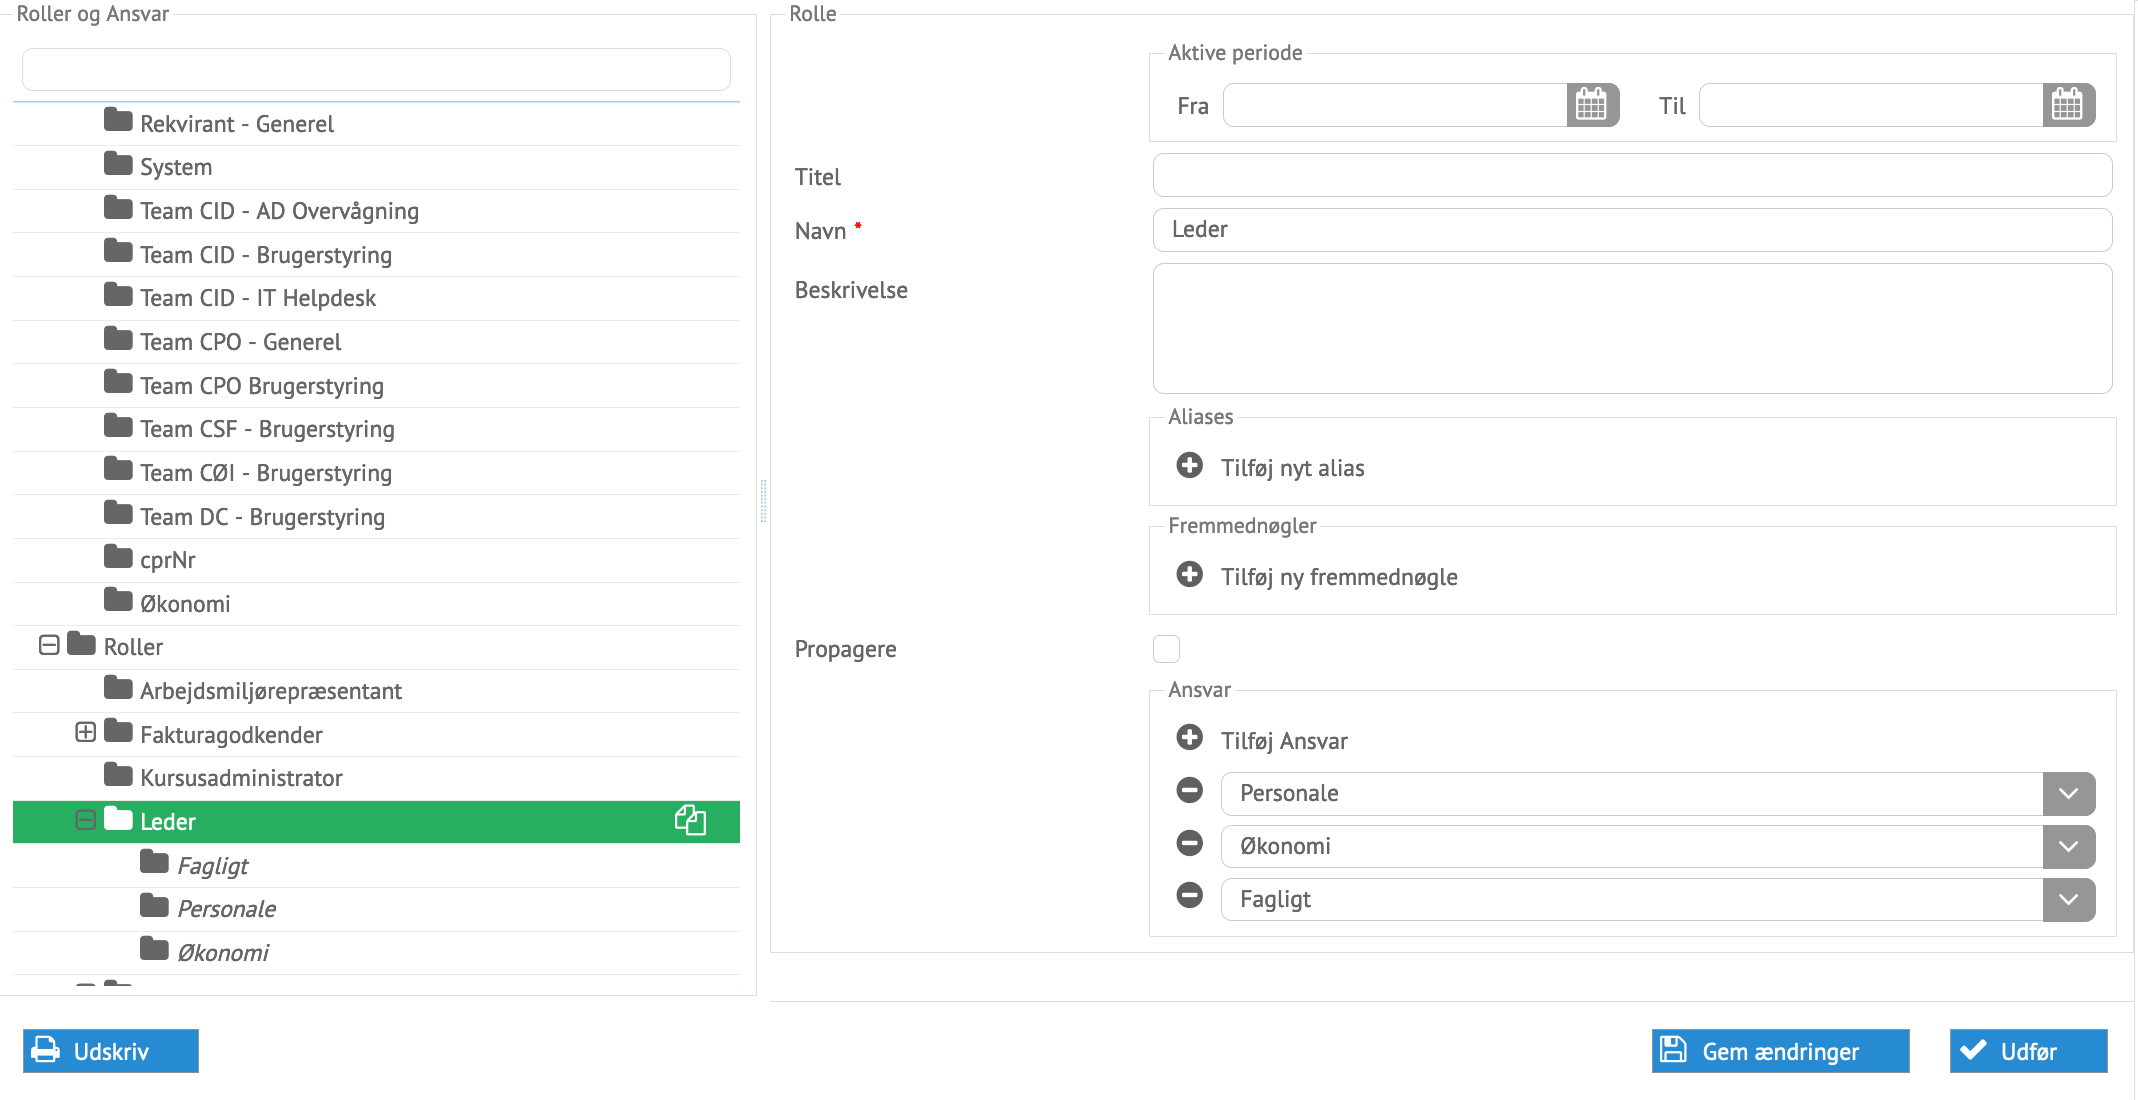 Roller og Ansvar
Rekvirant - Generel
System
Team CID - AD Overvågning
Team CID - Brugerstyring
Team CID - IT Helpdesk
Team CPO - Generel
Team CPO Brugerstyring
Team CSF - Brugerstyring
Team CØI - Brugerstyring
Team DC - Brugerstyring
cprNr
Økonomi
Roller
Arbejdsmiljørepræsentant
Fakturagodkender
Kursusadministrator
Leder
Fagligt
Personale
Økonomi
Udskriv
Rolle
Aktive periode
Fra
Til
Titel
Navn *
Leder
Beskrivelse
Aliases
Tilføj nyt alias
Fremmednøgler
Tilføj ny fremmednøgle
Propagere
Ansvar
Tilføj Ansvar
Personale
Økonomi
Fagligt
Gem ændringer
Udfør